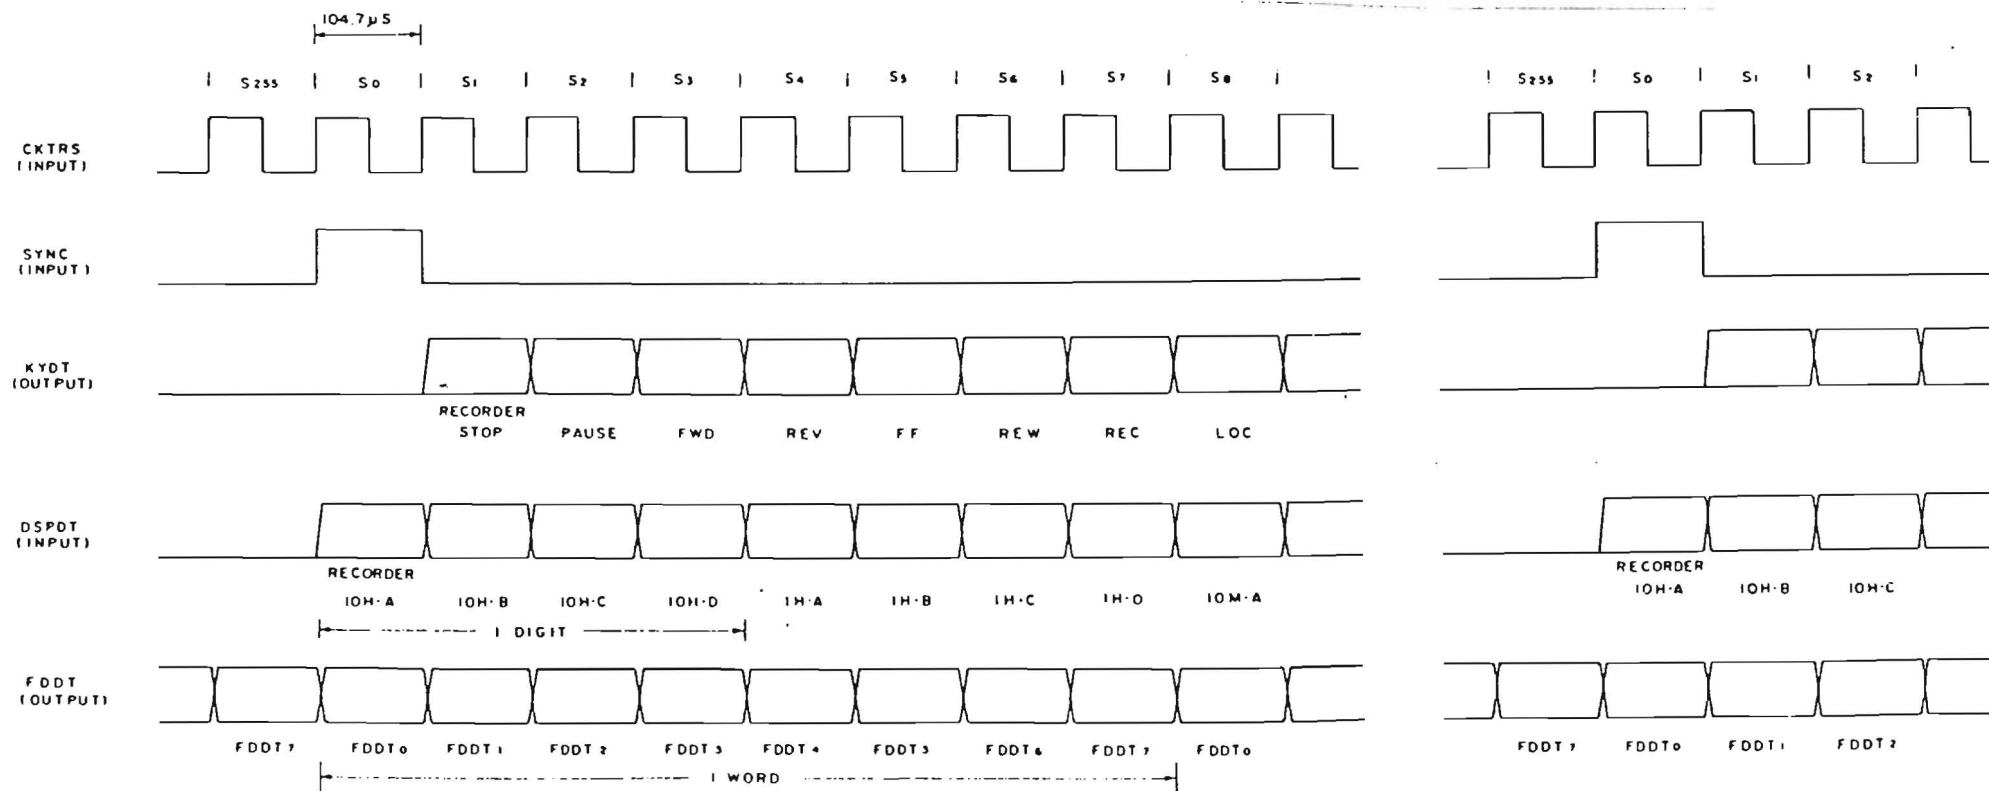 104.7µS
S255 S0 S1 S2 S3 S4 S5 S6 S7 S8 S255 S0 S1 S2
CKTRS
(INPUT)
SYNC
(INPUT)
KYDT
(OUTPUT)
RECORDER
STOP PAUSE FWD REV FF REW REC LOC
DSPDT
(INPUT)
RECORDER RECORDER
10H·A 10H·B 10H·C 10H·D 1H·A 1H·B 1H·C 1H·D 10M·A 10H·A 10H·B 10H·C
1 DIGIT
FDDT
(OUTPUT)
FDDT7 FDDT0 FDDT1 FDDT2 FDDT3 FDDT4 FDDT5 FDDT6 FDDT7 FDDT0 FDDT7 FDDT0 FDDT1 FDDT2
1 WORD